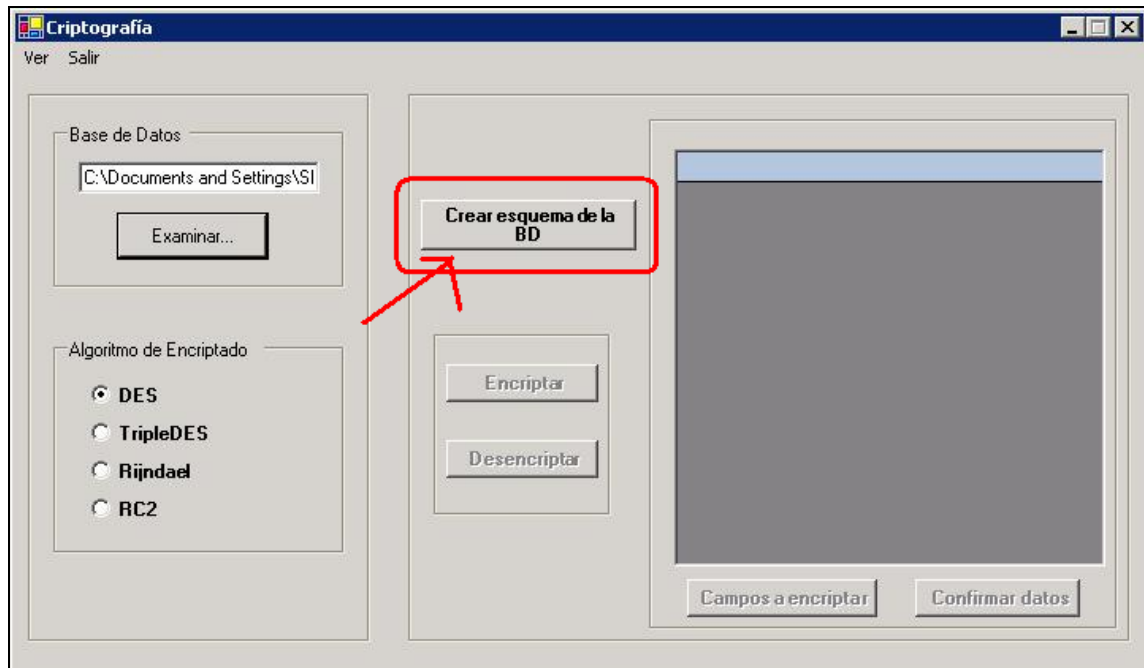 Criptografía
Ver Salir
Base de Datos
C:\Documents and Settings\SI
Examinar...
Algoritmo de Encriptado
DES
TripleDES
Rijndael
RC2
Crear esquema de la
BD
Encriptar
Desencriptar
Campos a encriptar
Confirmar datos